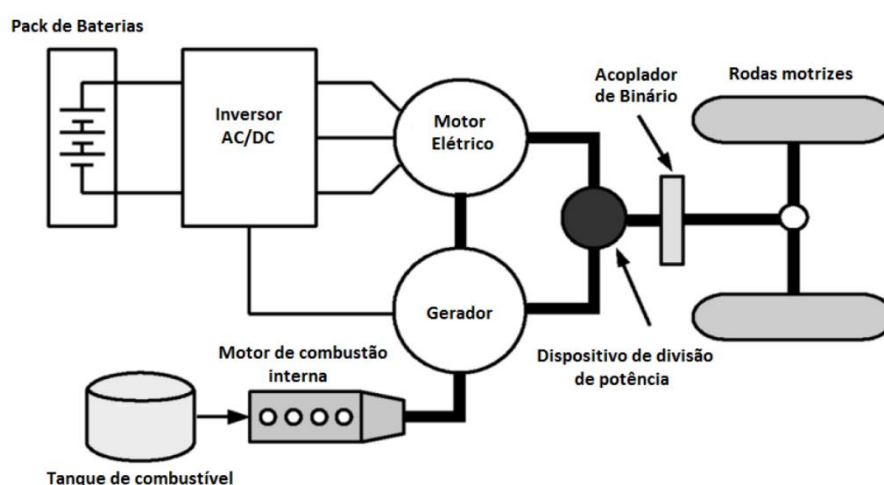 Pack de Baterias
Inversor
AC/DC
Motor
Elétrico
Acoplador
de Binário
Rodas motrizes
Gerador
Motor de combustão
interna
Dispositivo de divisão
de potência
Tanque de combustível